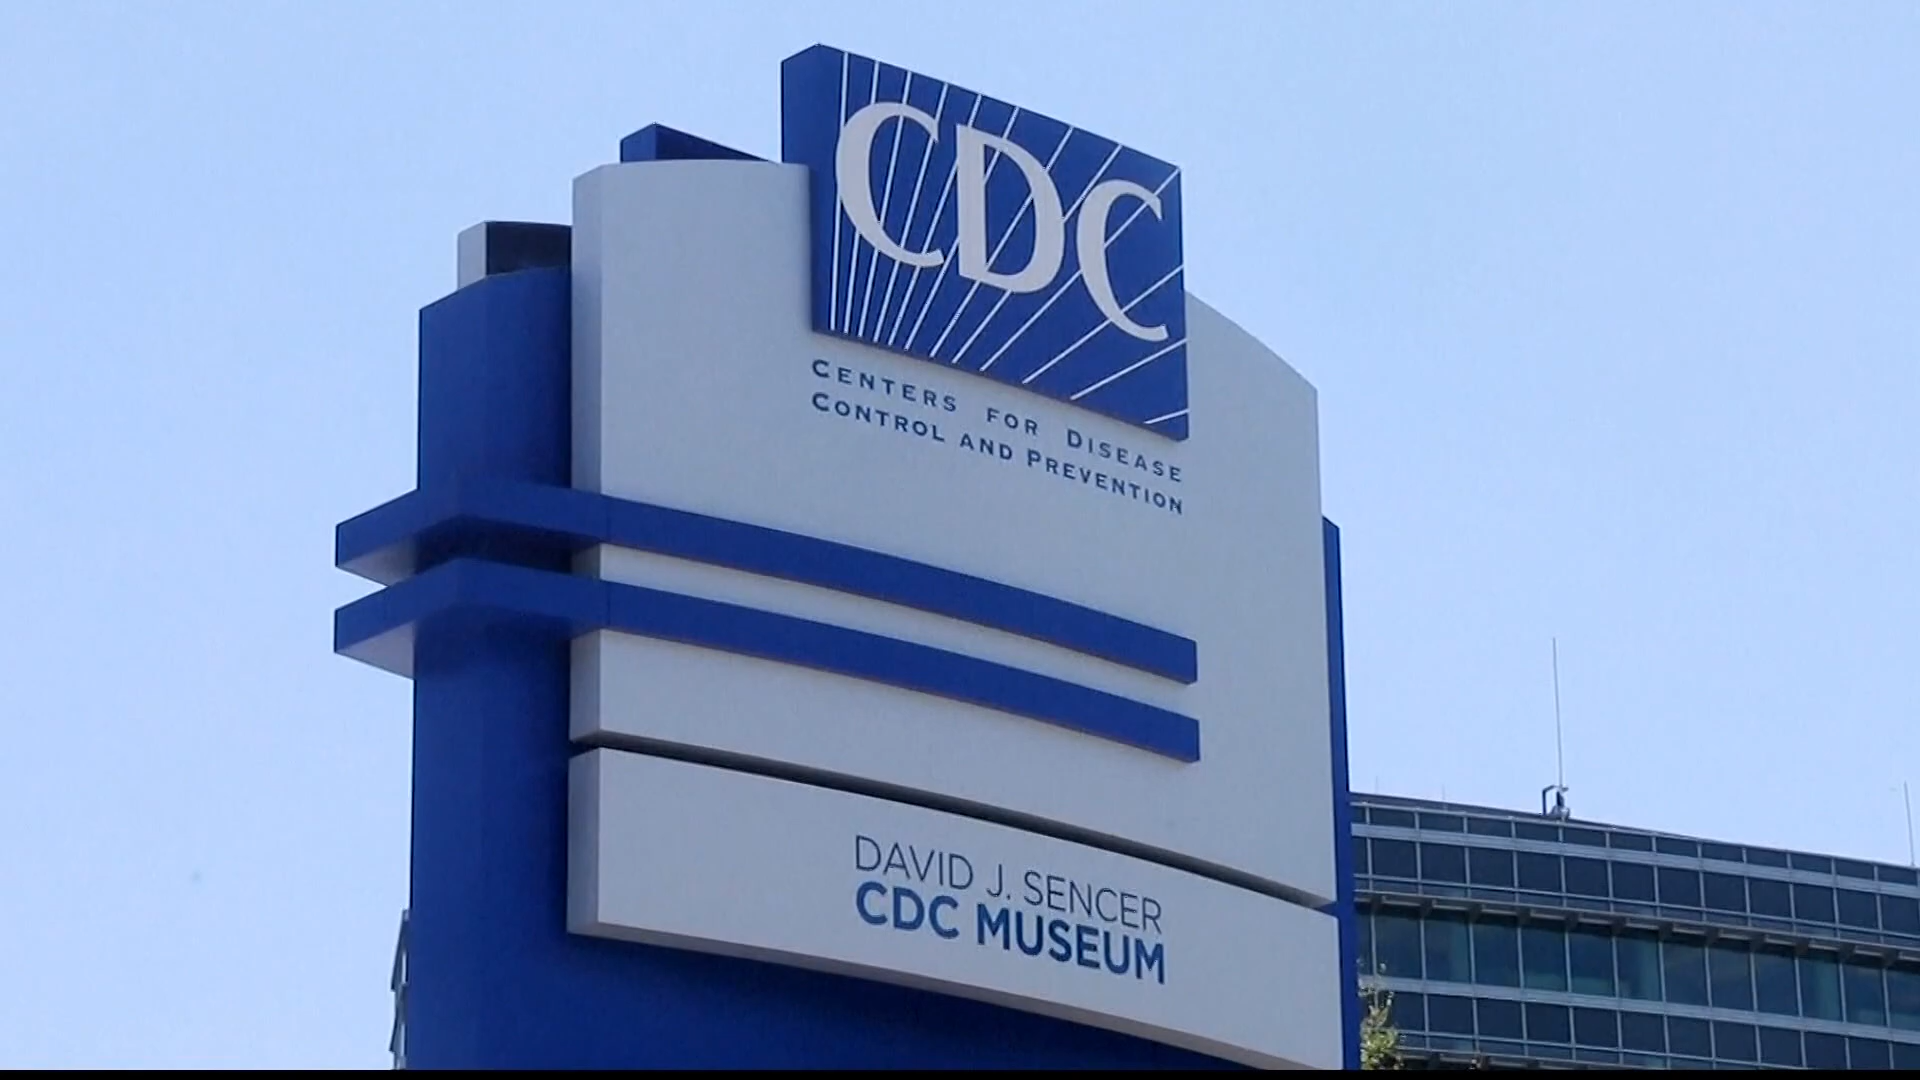 CDC
CENTERS FOR DISEASE
CONTROL AND PREVENTION
DAVID J. SENCER
CDC MUSEUM